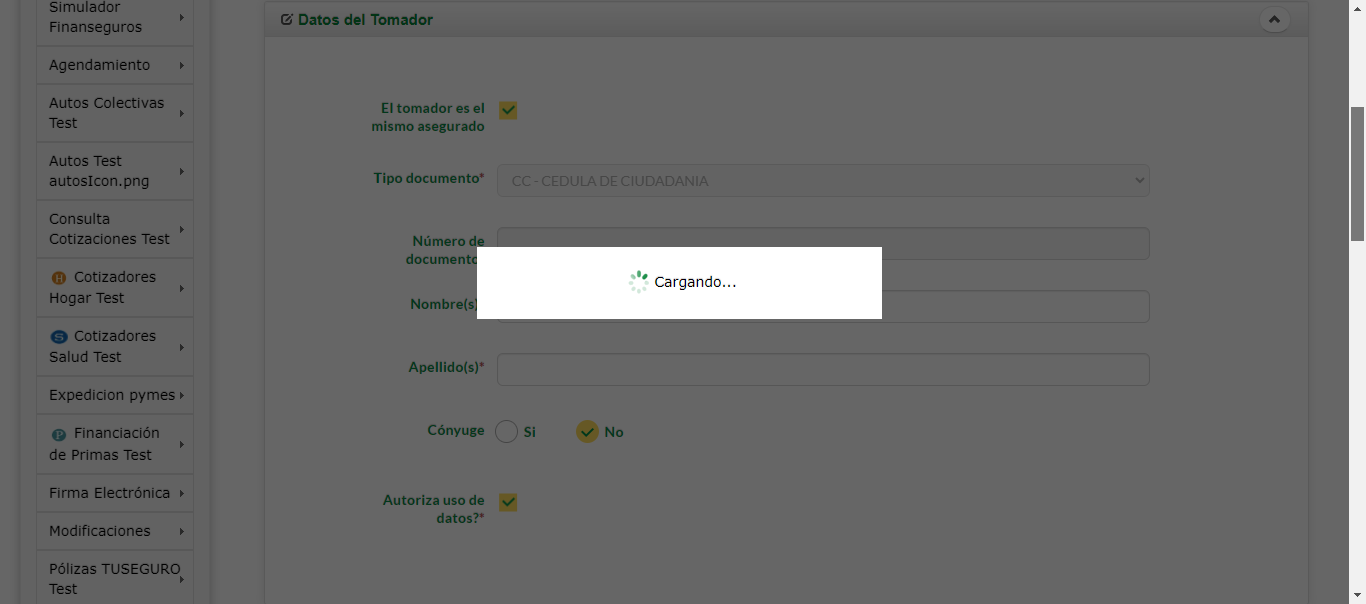 Simulador
Finanseguros
Agendamiento
Autos Colectivas
Test
Autos Test
autosIcon.png
Consulta
Cotizaciones Test
H Cotizadores
Hogar Test
S Cotizadores
Salud Test
Expedicion pymes
P Financiación
de Primas Test
Firma Electrónica
Modificaciones
Pólizas TUSEGURO
Test
Datos del Tomador
El tomador es el
mismo asegurado
Tipo documento*
CC - CEDULA DE CIUDADANIA
Número de
documento
Cargando...
Nombre(s)
Apellido(s)*
Cónyuge
Si
No
Autoriza uso de
datos?*